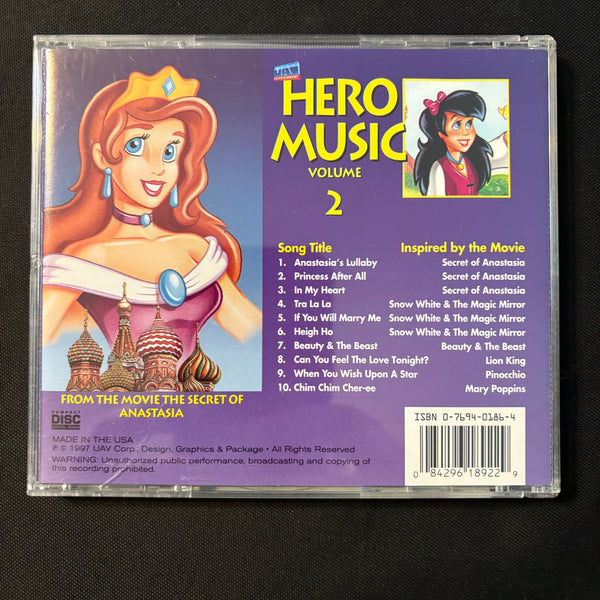 UAV
ENTERTAINMENT
HERO
MUSIC
VOLUME
2
Song Title Inspired by the Movie
1. Anastasia's Lullaby Secret of Anastasia
2. Princess After All Secret of Anastasia
3. In My Heart Secret of Anastasia
4. Tra La La Snow White & The Magic Mirror
5. If You Will Marry Me Snow White & The Magic Mirror
6. Heigh Ho Snow White & The Magic Mirror
7. Beauty & The Beast Beauty & The Beast
8. Can You Feel The Love Tonight? Lion King
9. When You Wish Upon A Star Pinocchio
10. Chim Chim Cher-ee Mary Poppins
FROM THE MOVIE THE SECRET OF
ANASTASIA
COMPACT
DISC
MADE IN THE USA
℗ © 1997 UAV Corp., Design, Graphics & Package • All Rights Reserved
WARNING: Unauthorized public performance, broadcasting and copying of
this recording prohibited.
ISBN 0-7694-0186-4
0 84296 18922 9